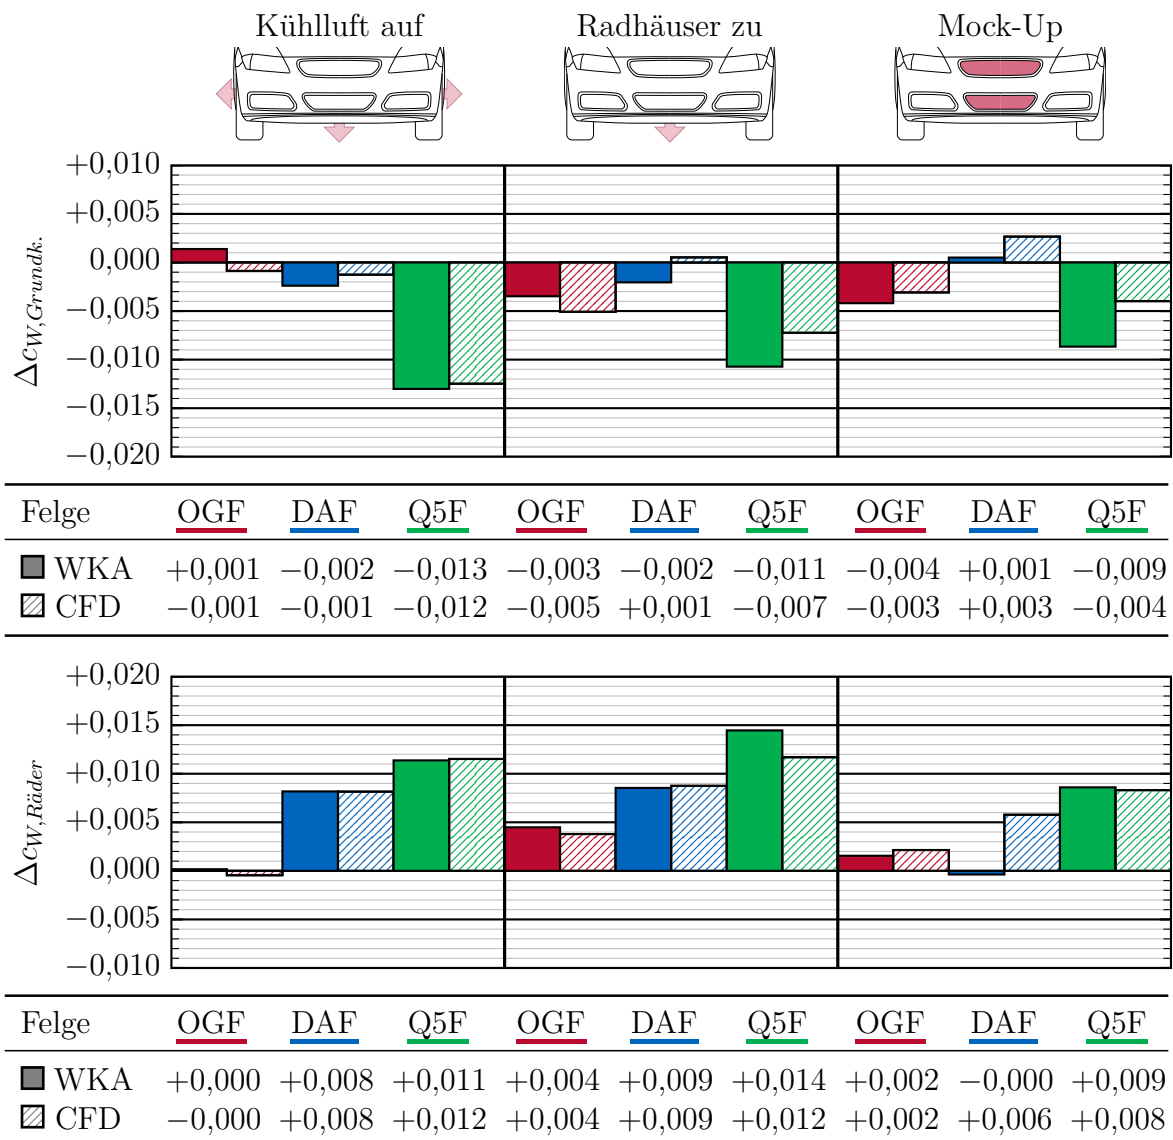 Kühlluft auf Radhäuser zu Mock-Up
+0,010
+0,005
0,000
−0,005
−0,010
−0,015
−0,020
Δc_{W,Grundk.}
Felge OGF DAF Q5F OGF DAF Q5F OGF DAF Q5F
WKA +0,001 −0,002 −0,013 −0,003 −0,002 −0,011 −0,004 +0,001 −0,009
CFD −0,001 −0,001 −0,012 −0,005 +0,001 −0,007 −0,003 +0,003 −0,004
+0,020
+0,015
+0,010
+0,005
0,000
−0,005
−0,010
Δc_{W,Räder}
Felge OGF DAF Q5F OGF DAF Q5F OGF DAF Q5F
WKA +0,000 +0,008 +0,011 +0,004 +0,009 +0,014 +0,002 −0,000 +0,009
CFD −0,000 +0,008 +0,012 +0,004 +0,009 +0,012 +0,002 +0,006 +0,008